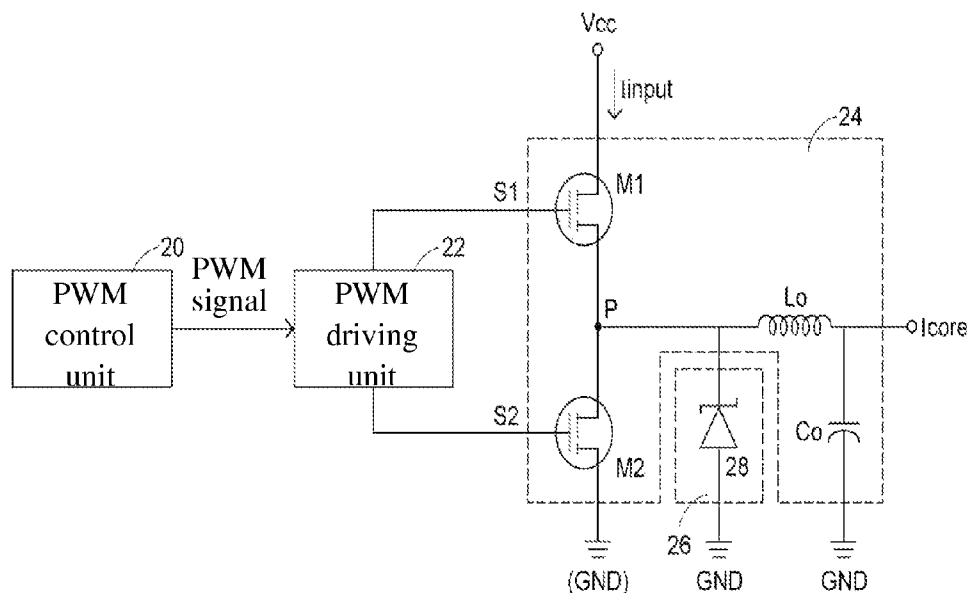 Vcc
Iinput
24
S1
M1
20
PWM
control
unit
PWM
signal
22
PWM
driving
unit
P
Lo
Icore
S2
M2
28
Co
26
(GND)
GND
GND